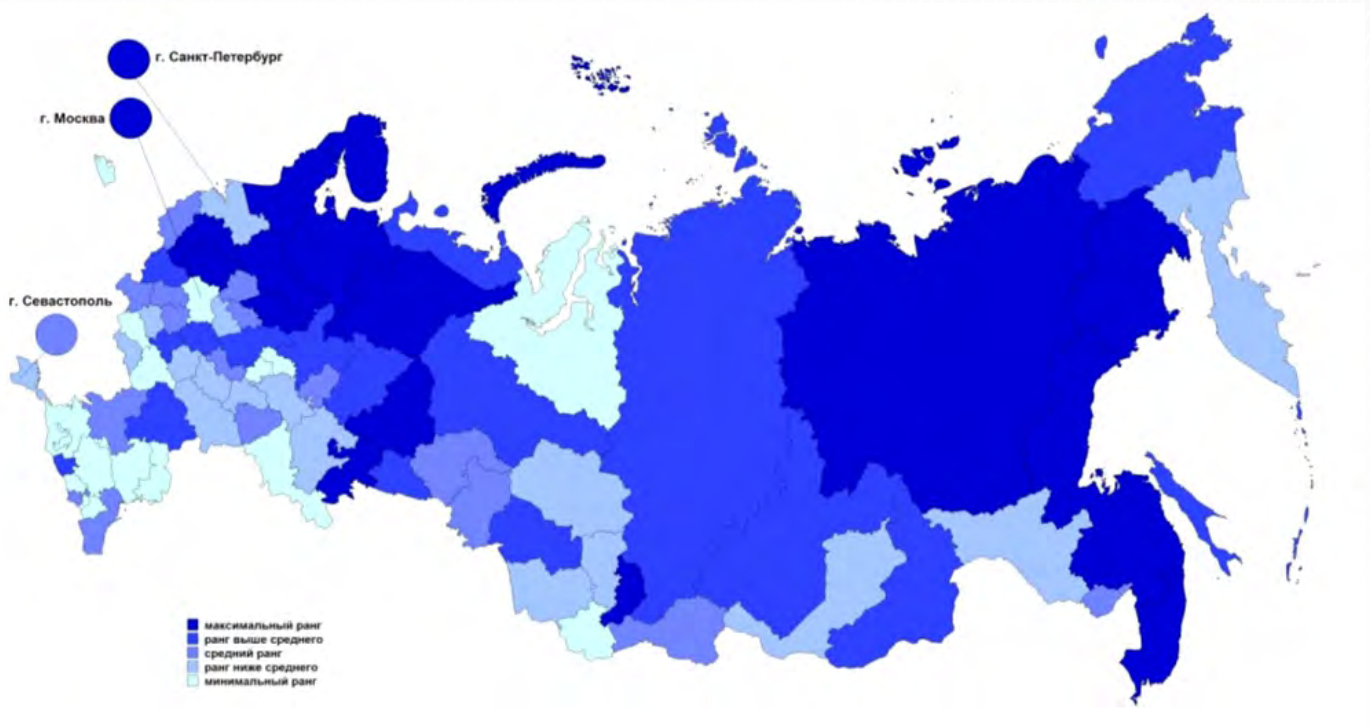 г. Санкт-Петербург
г. Москва
г. Севастополь
максимальный ранг
ранг выше среднего
средний ранг
ранг ниже среднего
минимальный ранг